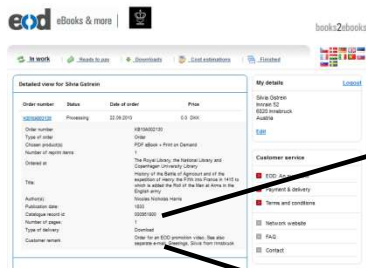 eod eBooks & more
books2ebooks
In work
Ready to pay
Downloads
Cost estimations
Finished
Detailed view for Silvia Gstrein
Order number Status Date of order Price
Processing 22.09.2010 0.0 DKK
Order number
Type of order Order
Chosen product(s) PDF eBook + Print on Demand
Number of reprint items 1
Ordered at The Royal Library, the National Library and
Copenhagen University Library
Title History of the Battle of Agincourt and of the
expedition of Henry the Fifth into France in 1415 to
which is added the Roll of the Men at Arms in the
English army
Author(s) Nicolas Nicholas Harris
Publication date
Catalogue record id
Number of pages 1
Type of delivery Download
Customer remark Order for an EOD promotion video. See also
separate e-mail. Greetings, Silvia from Innsbruck
My details
Logout
Silvia Gstrein
Innrain 52
6020 Innsbruck
Austria
Edit
Customer service
Payment & delivery
Terms and conditions
Network website
FAQ
Contact